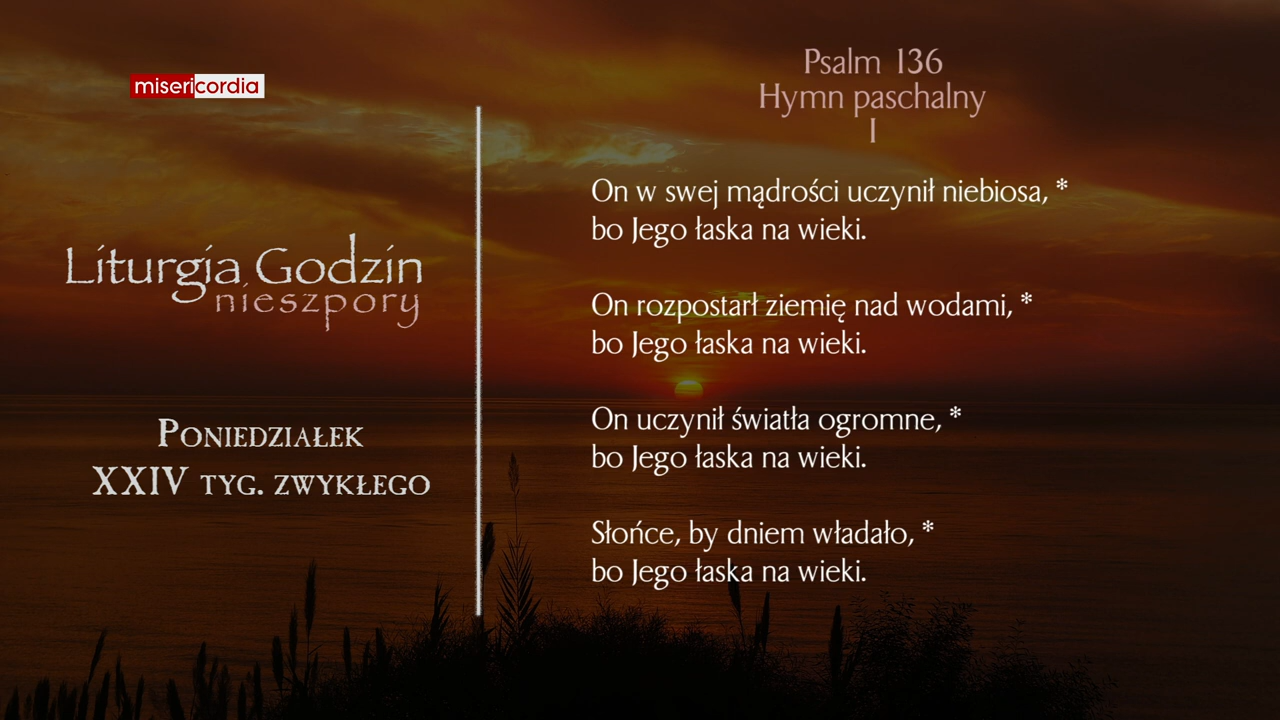 misericordia
Liturgia Godzin
nieszpory
Poniedziałek
XXIV tyg. zwykłego
Psalm 136
Hymn paschalny
I
On w swej mądrości uczynił niebiosa, *
bo Jego łaska na wieki.
On rozpostarł ziemię nad wodami, *
bo Jego łaska na wieki.
On uczynił światła ogromne, *
bo Jego łaska na wieki.
Słońce, by dniem władało, *
bo Jego łaska na wieki.